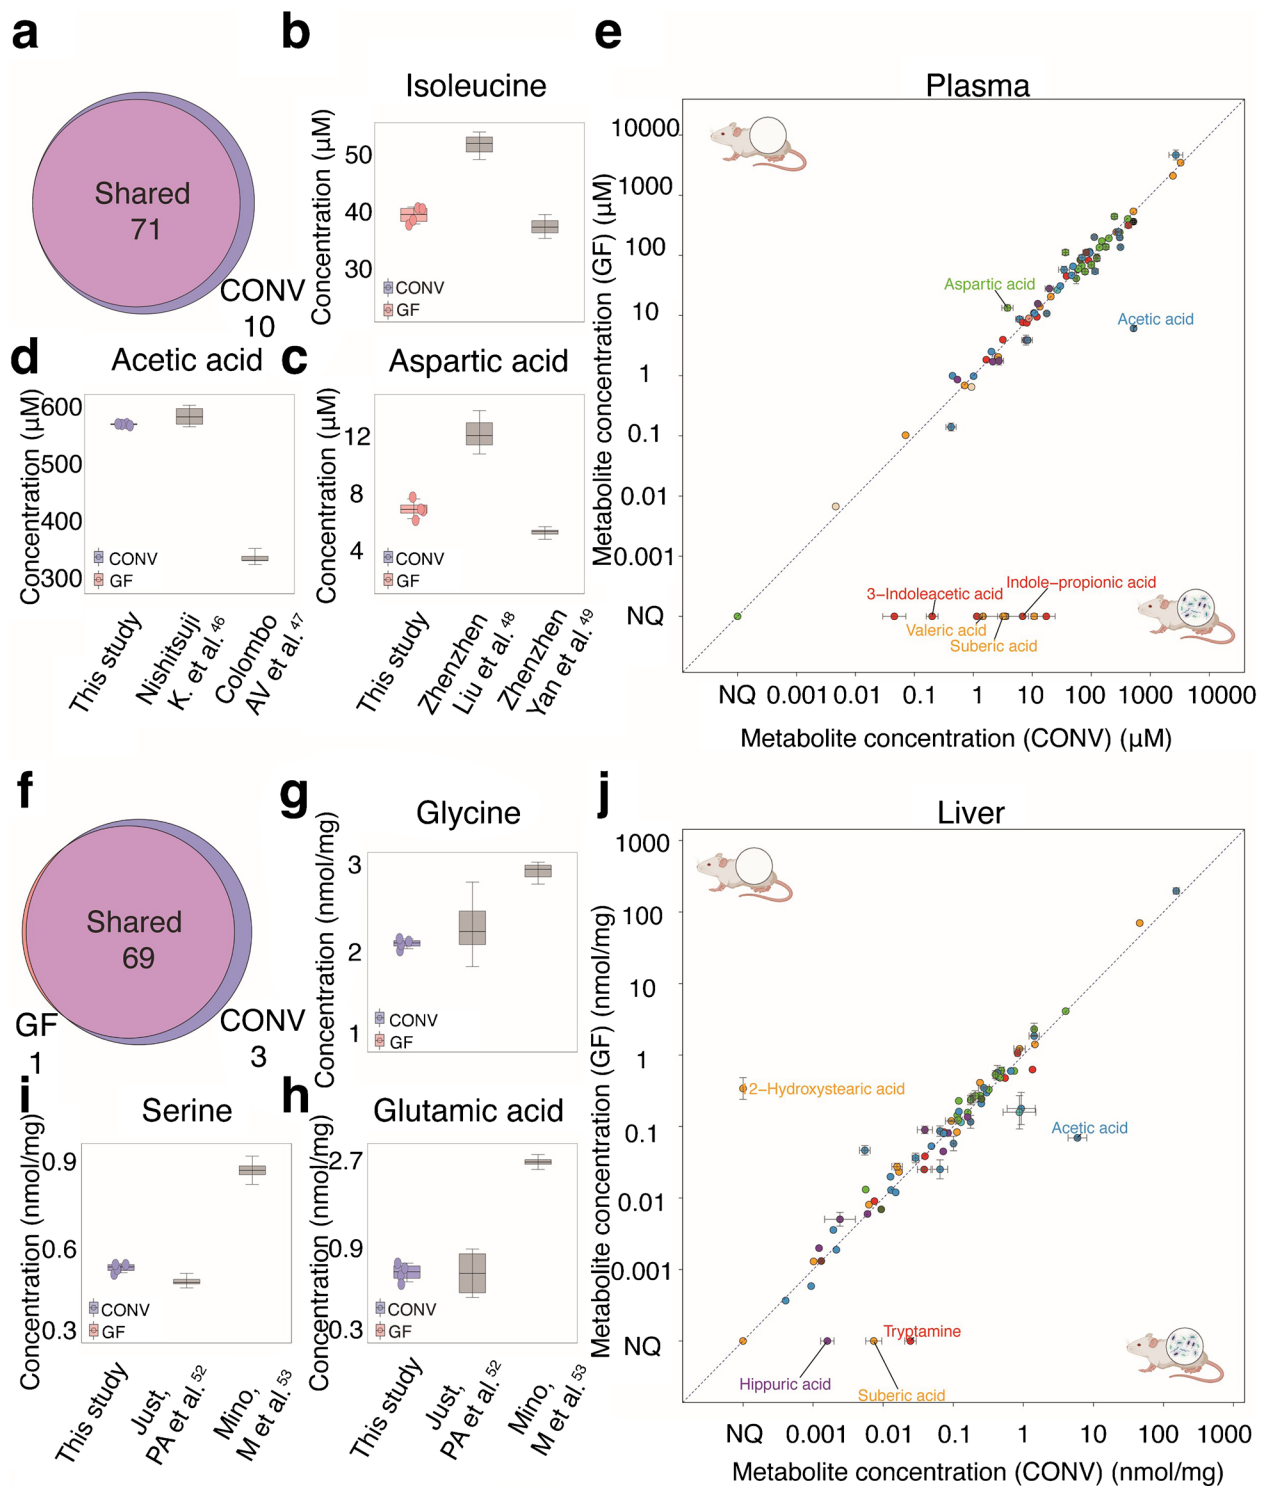 a
Shared
71
CONV
10
b
Isoleucine
Concentration (µM)
50
40
30
CONV
GF
d
Acetic acid
Concentration (µM)
600
500
400
300
CONV
GF
This study
Nishitsuji
K. et al. 46
Colombo
AV et al. 47
c
Aspartic acid
Concentration (µM)
12
8
4
CONV
GF
This study
Zhenzhen
Liu et al. 48
Zhenzhen
Yan et al. 49
e
Plasma
Metabolite concentration (GF) (µM)
10000
1000
100
10
1
0.1
0.01
0.001
NQ
Aspartic acid
Acetic acid
3-Indoleacetic acid
Indole-propionic acid
Valeric acid
Suberic acid
NQ 0.001 0.01 0.1 1 10 100 1000 10000
Metabolite concentration (CONV) (µM)
f
Shared
69
GF
1
CONV
3
g
Glycine
Concentration (nmol/mg)
3
2
1
CONV
GF
i
Serine
Concentration (nmol/mg)
0.9
0.6
0.3
CONV
GF
This study
Just,
PA et al. 52
Mino,
M et al. 53
h
Glutamic acid
Concentration (nmol/mg)
2.7
0.9
0.3
CONV
GF
This study
Just,
PA et al. 52
Mino,
M et al. 53
j
Liver
Metabolite concentration (GF) (nmol/mg)
1000
100
10
1
0.1
0.01
0.001
NQ
2-Hydroxystearic acid
Acetic acid
Tryptamine
Hippuric acid
Suberic acid
NQ 0.001 0.01 0.1 1 10 100 1000
Metabolite concentration (CONV) (nmol/mg)